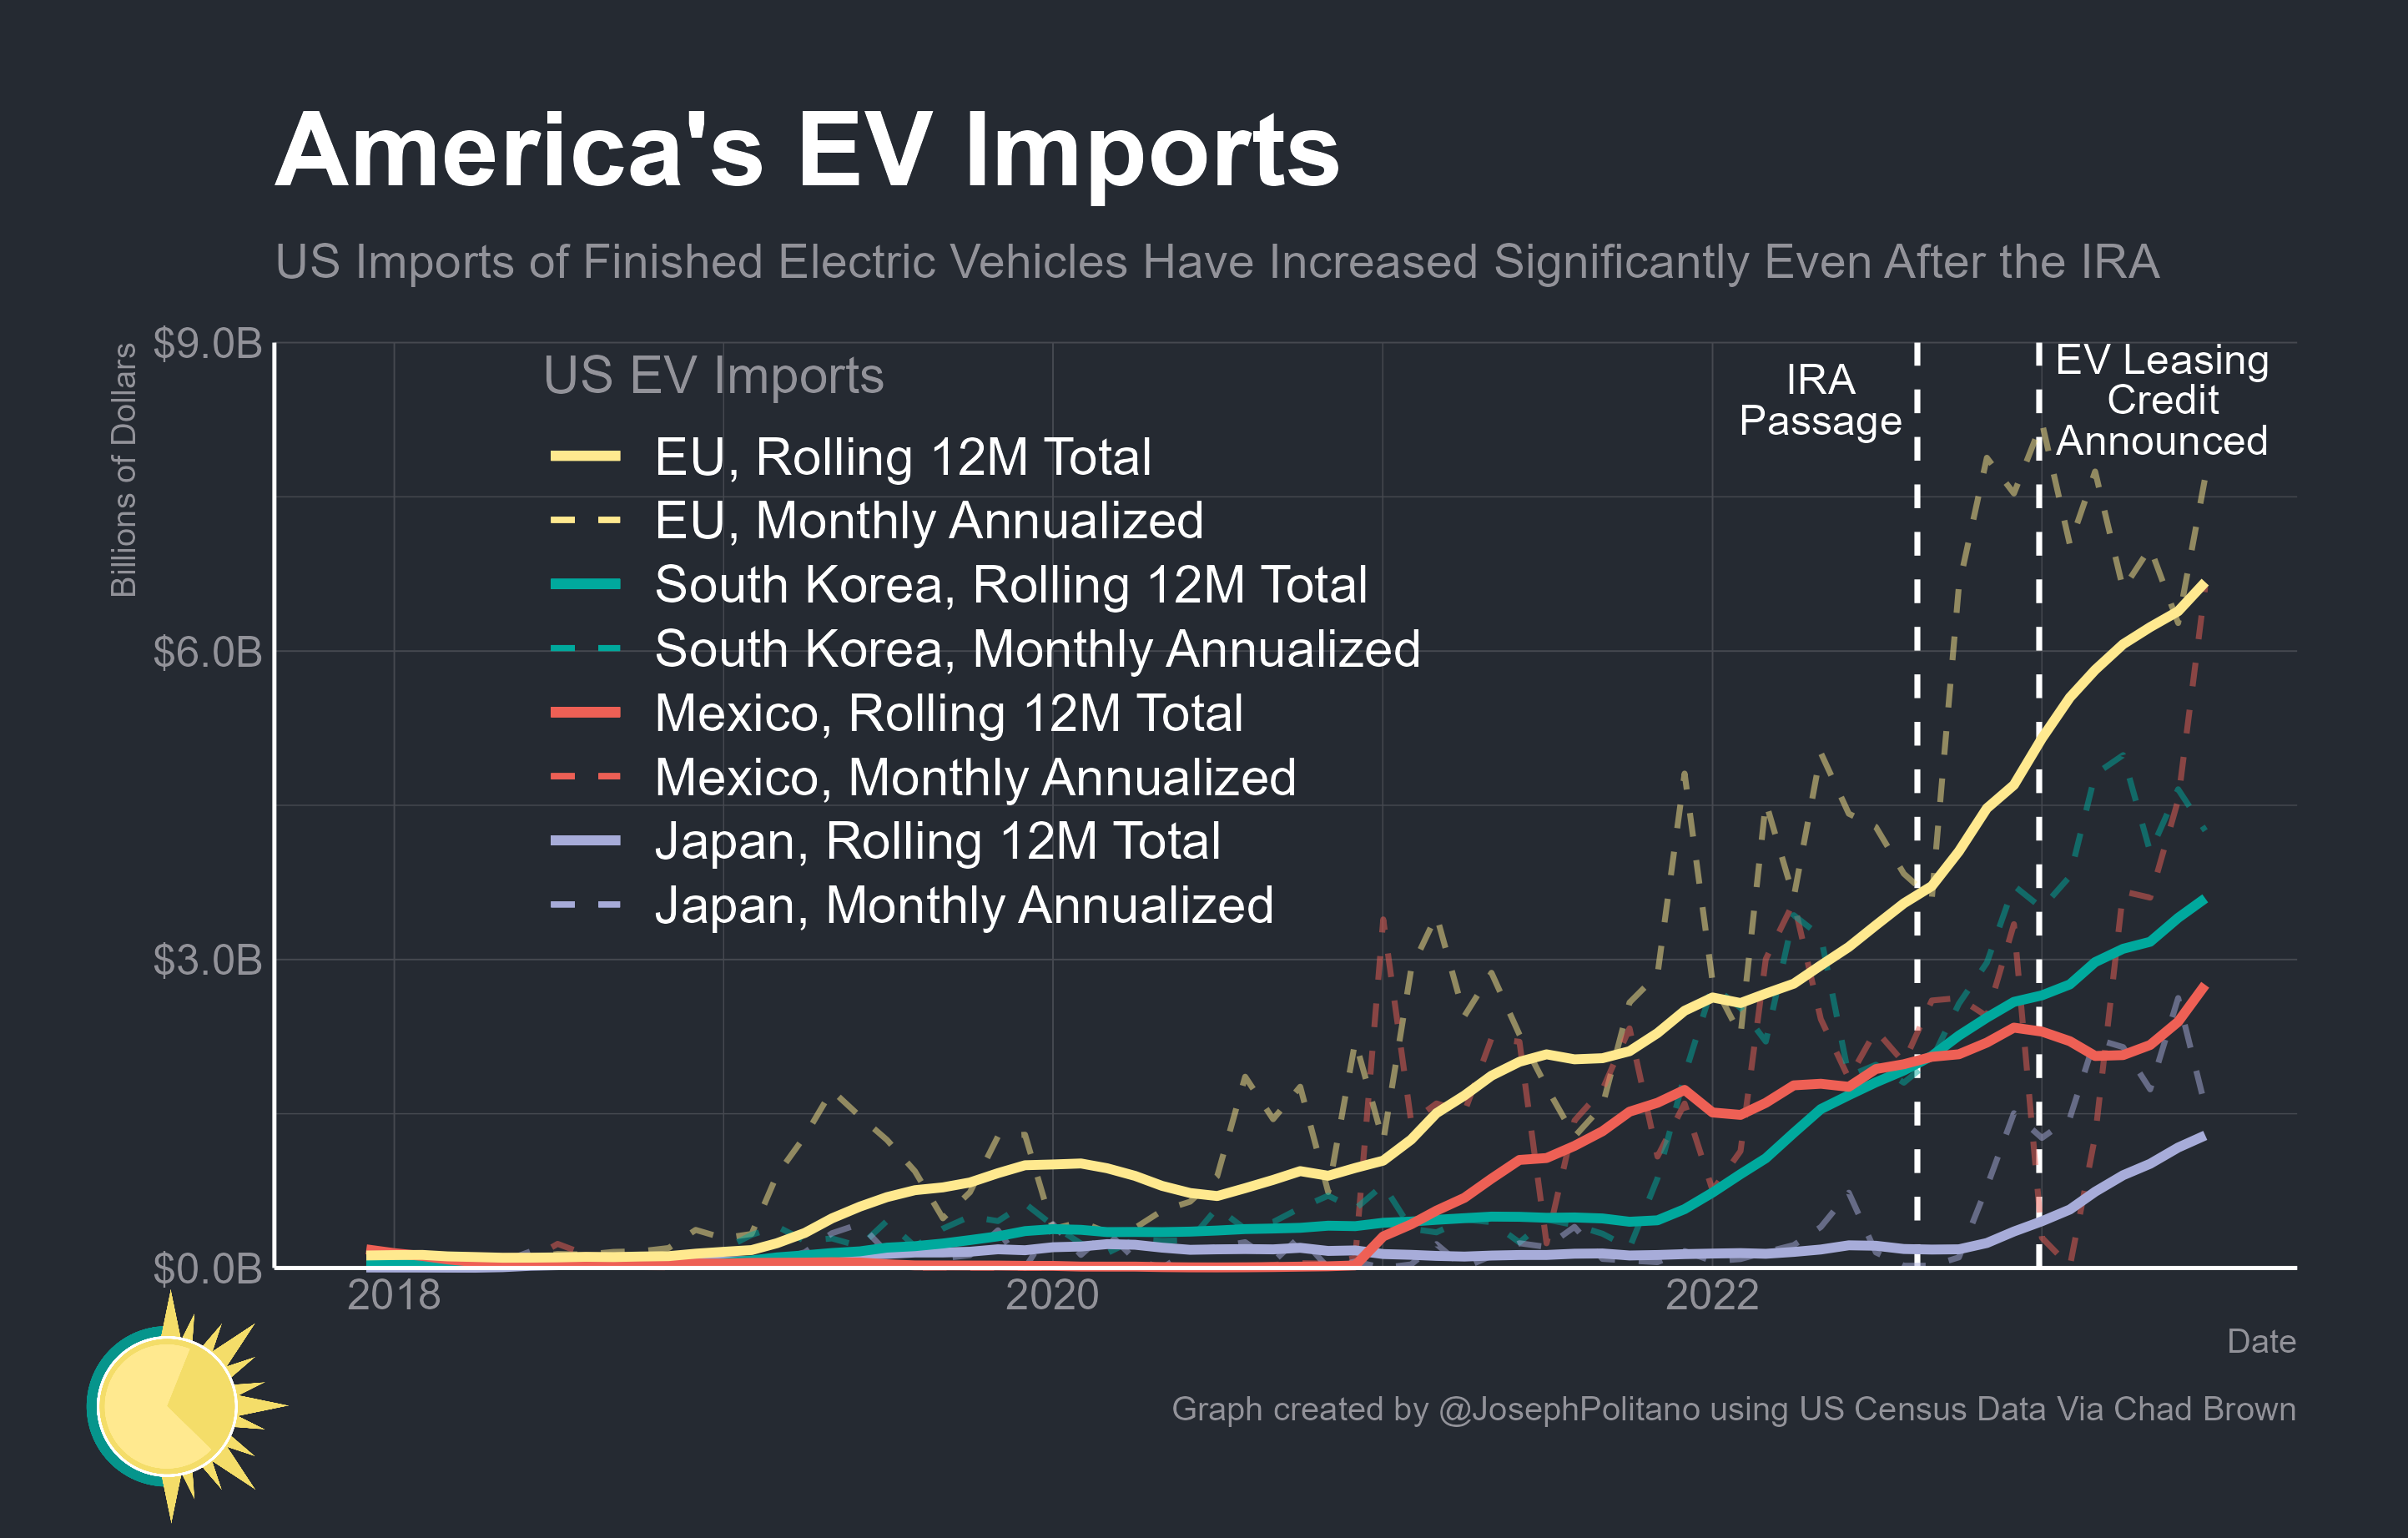 America's EV Imports
US Imports of Finished Electric Vehicles Have Increased Significantly Even After the IRA
Billions of Dollars
$9.0B
$6.0B
$3.0B
$0.0B
US EV Imports
EU, Rolling 12M Total
EU, Monthly Annualized
South Korea, Rolling 12M Total
South Korea, Monthly Annualized
Mexico, Rolling 12M Total
Mexico, Monthly Annualized
Japan, Rolling 12M Total
Japan, Monthly Annualized
IRA
Passage
EV Leasing
Credit
Announced
2018
2020
2022
Date
Graph created by @JosephPolitano using US Census Data Via Chad Brown